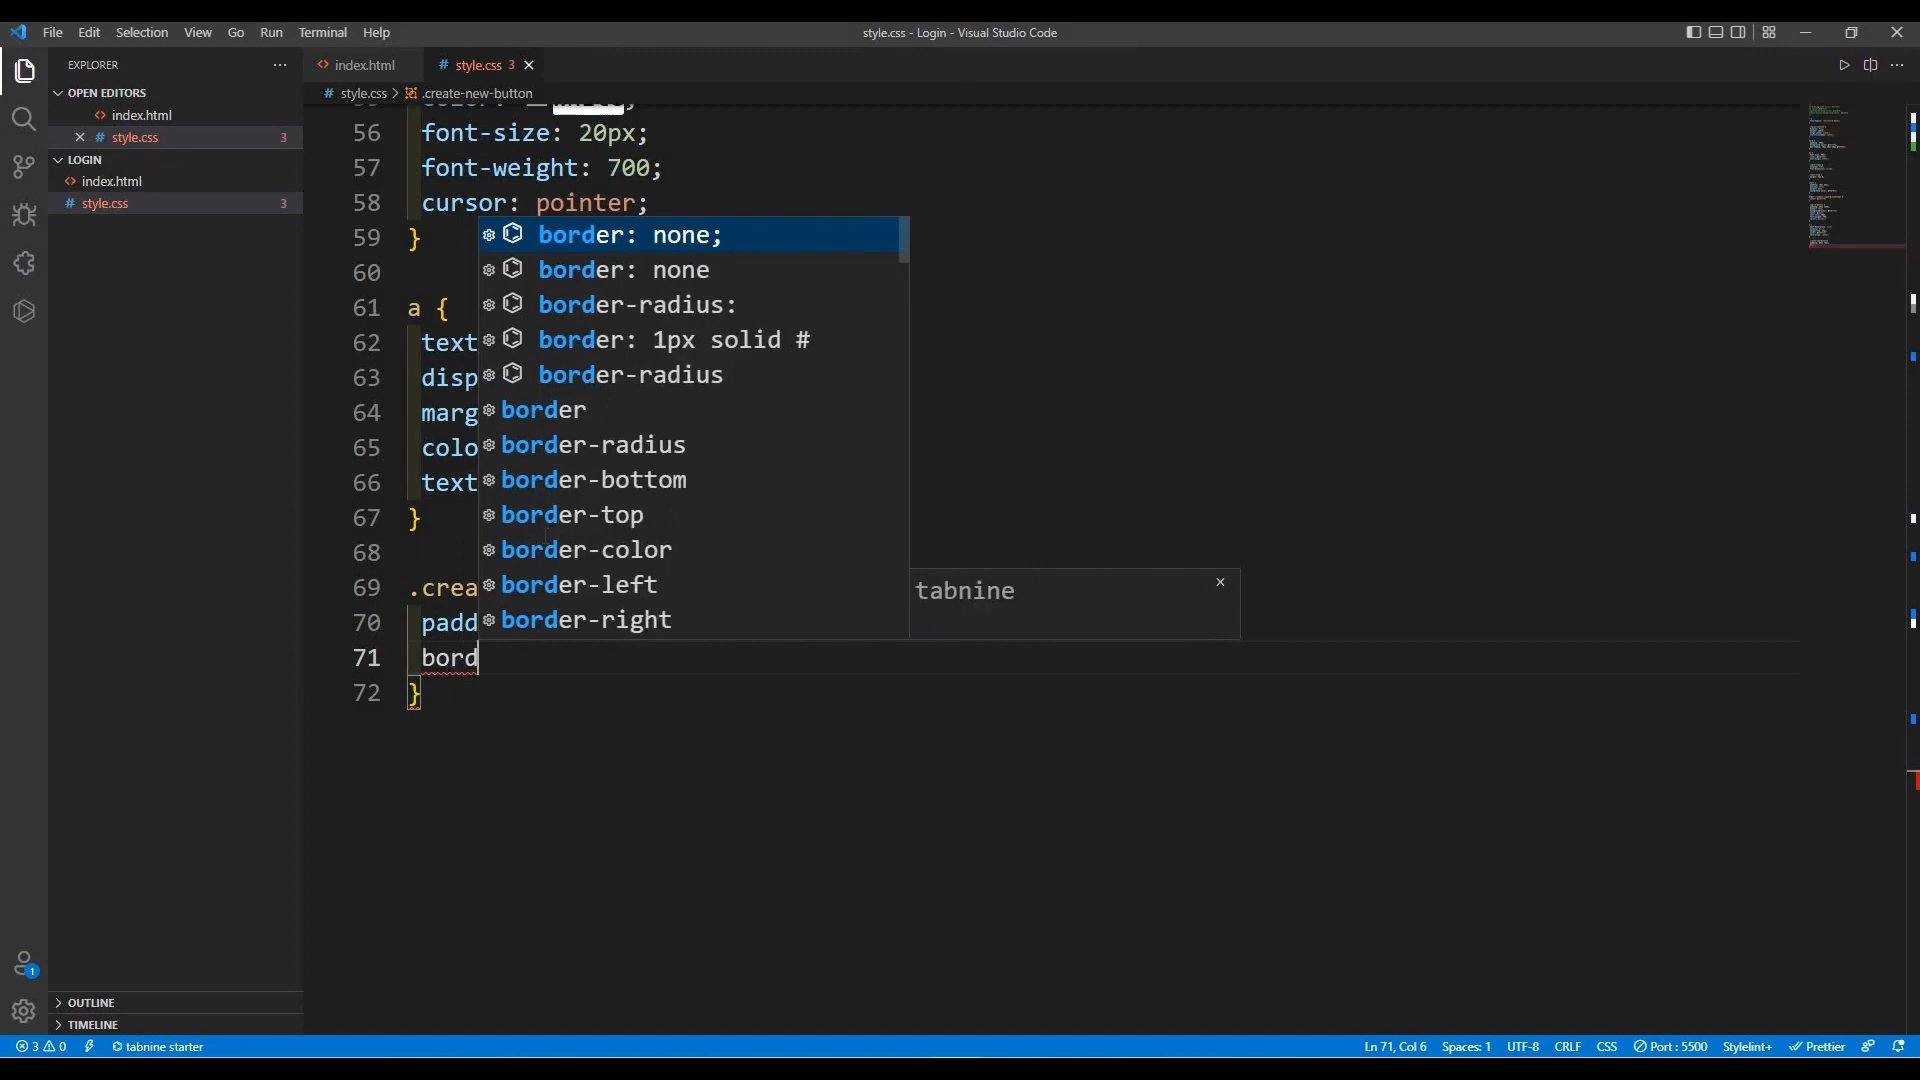 File Edit Selection View Go Run Terminal Help
style.css - Login - Visual Studio Code
EXPLORER
OPEN EDITORS
index.html
style.css 3
LOGIN
index.html
style.css 3
OUTLINE
TIMELINE
index.html
style.css 3
style.css > .create-new-button
56 font-size: 20px;
57 font-weight: 700;
58 cursor: pointer;
59 }
60
61 a {
62 text
63 disp
64 marg
65 colo
66 text
67 }
68
69 .crea
70 padd
71 bord
72 }
border: none;
border: none
border-radius:
border: 1px solid #
border-radius
border
border-radius
border-bottom
border-top
border-color
border-left
border-right
tabnine
1
3 0 tabnine starter
Ln 71, Col 6 Spaces: 1 UTF-8 CRLF CSS Port : 5500 Stylelint+ Prettier